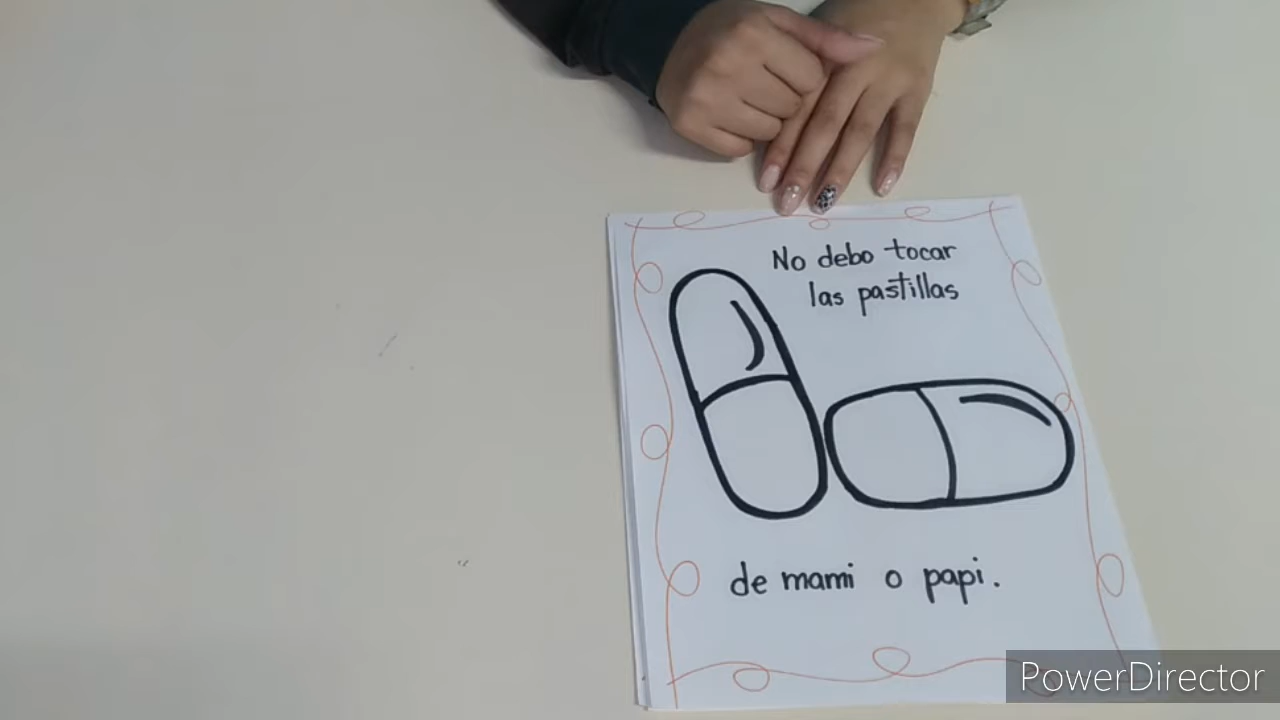 No debo tocar
las pastillas
de mami o papi.
PowerDirector